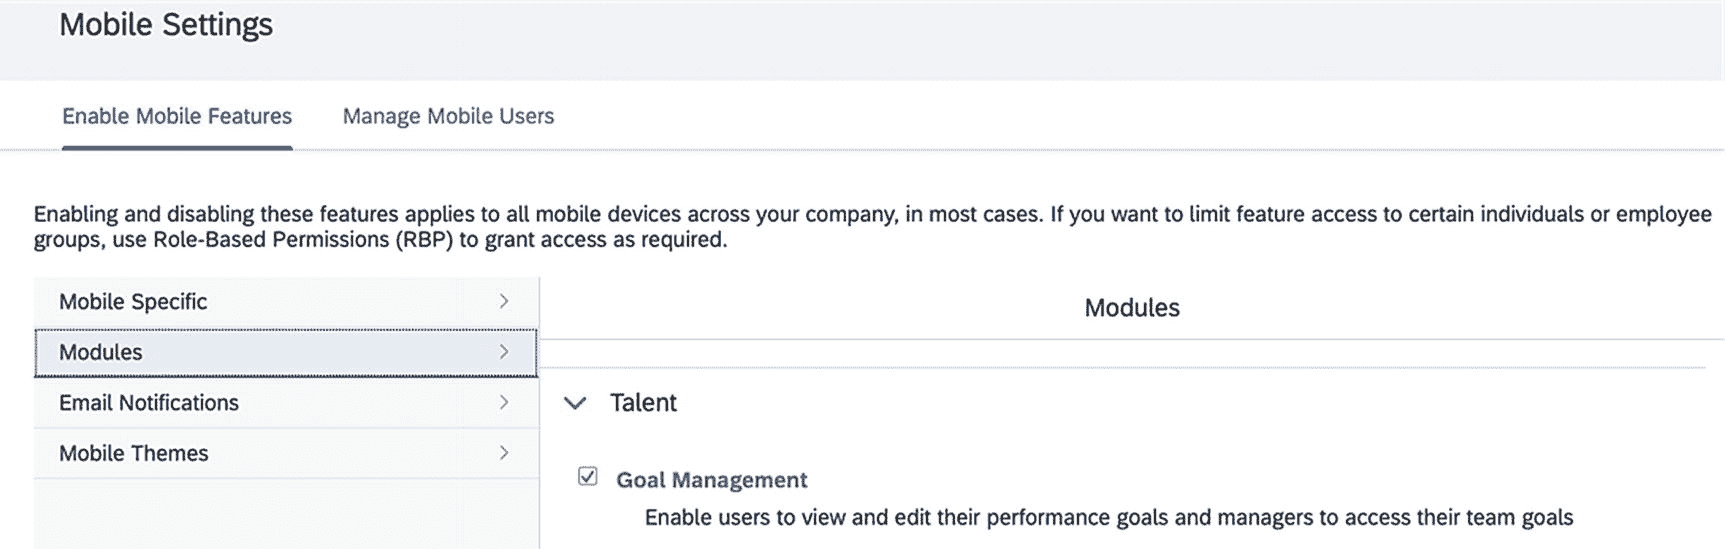 Mobile Settings
Enable Mobile Features
Manage Mobile Users
Enabling and disabling these features applies to all mobile devices across your company, in most cases. If you want to limit feature access to certain individuals or employee
groups, use Role-Based Permissions (RBP) to grant access as required.
Mobile Specific
Modules
Email Notifications
Mobile Themes
Modules
Talent
Goal Management
Enable users to view and edit their performance goals and managers to access their team goals